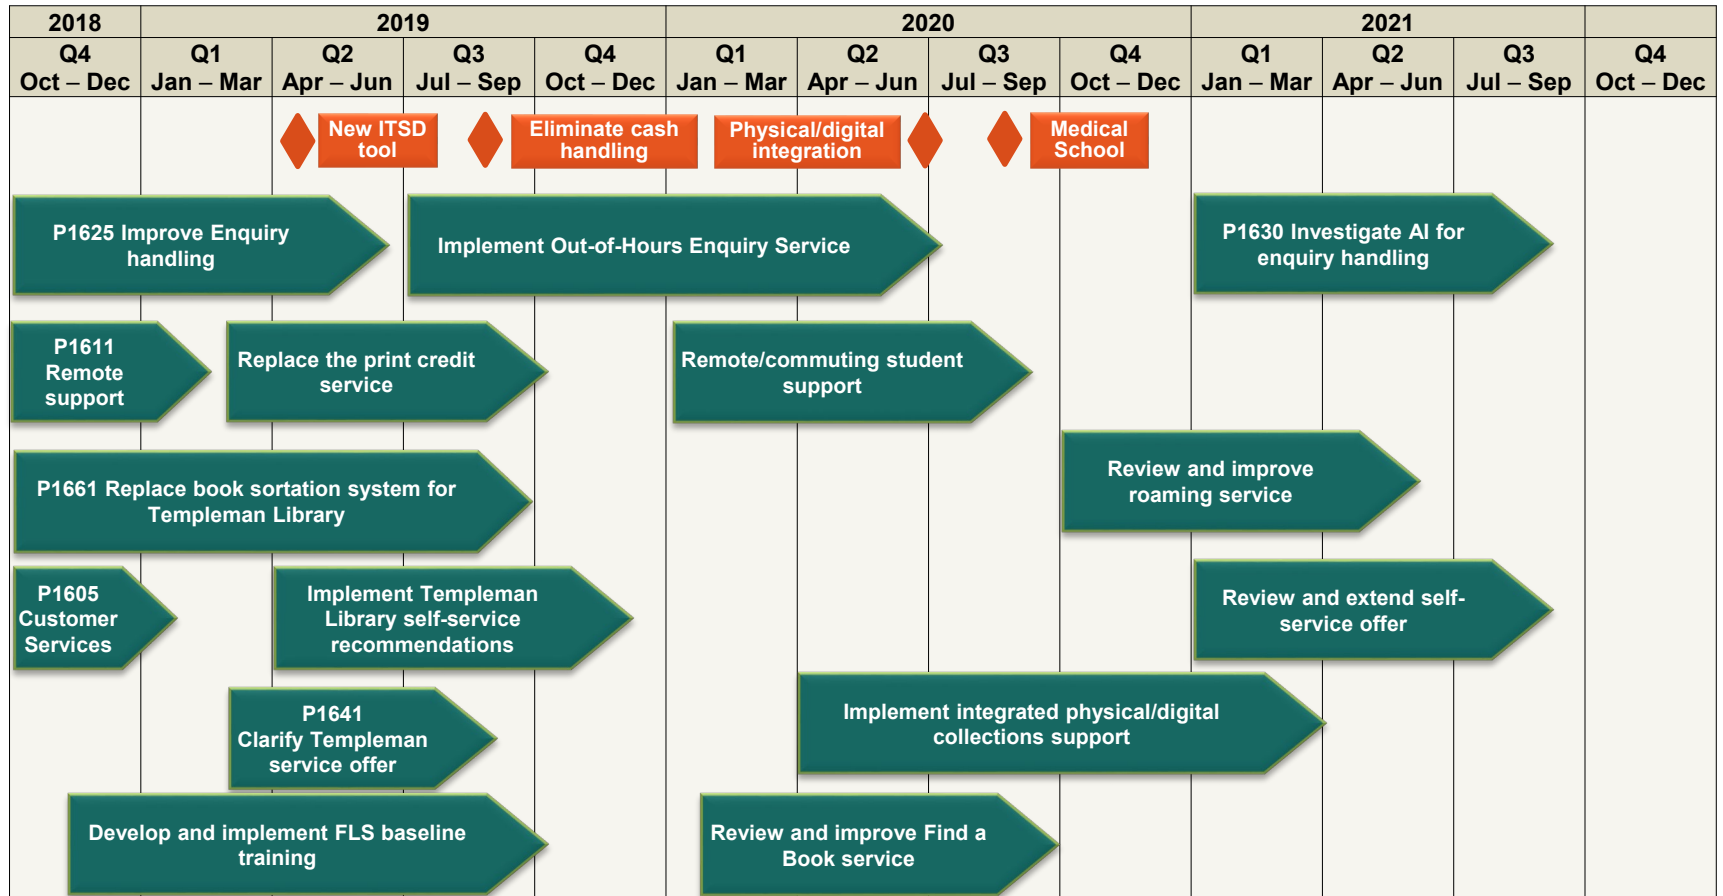 2018
2019
2020
2021
Q4
Oct – Dec
Q1
Jan – Mar
Q2
Apr – Jun
Q3
Jul – Sep
Q4
Oct – Dec
Q1
Jan – Mar
Q2
Apr – Jun
Q3
Jul – Sep
Q4
Oct – Dec
Q1
Jan – Mar
Q2
Apr – Jun
Q3
Jul – Sep
Q4
Oct – Dec
New ITSD
tool
Eliminate cash
handling
Physical/digital
integration
Medical
School
P1625 Improve Enquiry
handling
Implement Out-of-Hours Enquiry Service
P1630 Investigate AI for
enquiry handling
P1611
Remote
support
Replace the print credit
service
Remote/commuting student
support
P1661 Replace book sortation system for
Templeman Library
Review and improve
roaming service
P1605
Customer
Services
Implement Templeman
Library self-service
recommendations
Review and extend self-
service offer
P1641
Clarify Templeman
service offer
Implement integrated physical/digital
collections support
Develop and implement FLS baseline
training
Review and improve Find a
Book service